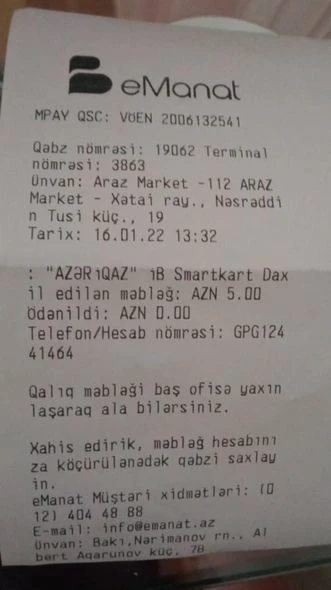 eManat
MPAY QSC: VÖEN 2006132541
Qəbz nömrəsi: 19062 Terminal
nömrəsi: 3863
Ünvan: Araz Market -112 ARAZ
Market - Xətai ray., Nəsrəddi
n Tusi küç., 19
Tarix: 16.01.22 13:32
: "AZƏRiQAZ" iB Smartkart Dax
il edilən məbləğ: AZN 5.00
Ödənildi: AZN 0.00
Telefon/Hesab nömrəsi: GPG124
41464
Qalıq məbləği baş ofisə yaxın
laşaraq ala bilərsiniz.
Xahis edirik, məbləğ hesabını
za köçürülənədək qəbzi saxlay
in.
eManat Müştəri xidmətləri: (0
12) 404 48 88
E-mail: info@emanat.az
Ünvan: Bakı,Nərimanov rn., Al
bert Aqarunov küç, 7B